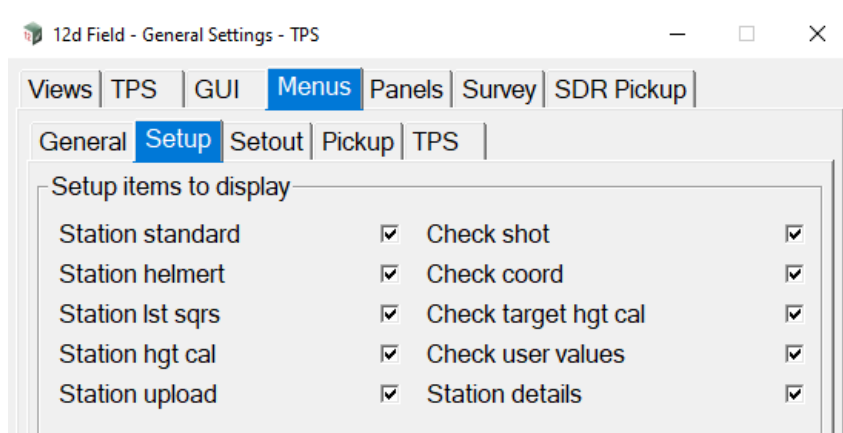 12d Field - General Settings - TPS
Views TPS GUI Menus Panels Survey SDR Pickup
General Setup Setout Pickup TPS
Setup items to display
Station standard Check shot
Station helmert Check coord
Station lst sqrs Check target hgt cal
Station hgt cal Check user values
Station upload Station details